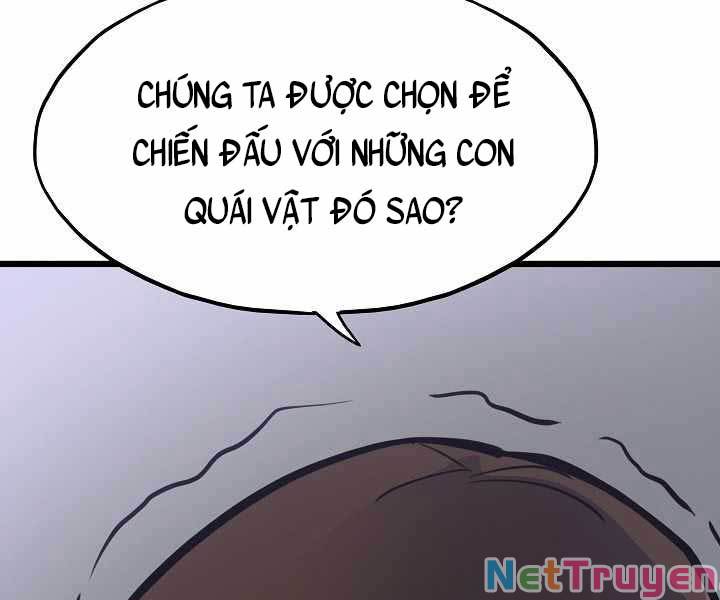 CHÚNG TA ĐƯỢC CHỌN ĐỂ
CHIẾN ĐẤU VỚI NHỮNG CON
QUÁI VẬT ĐÓ SAO?
NetTruyen